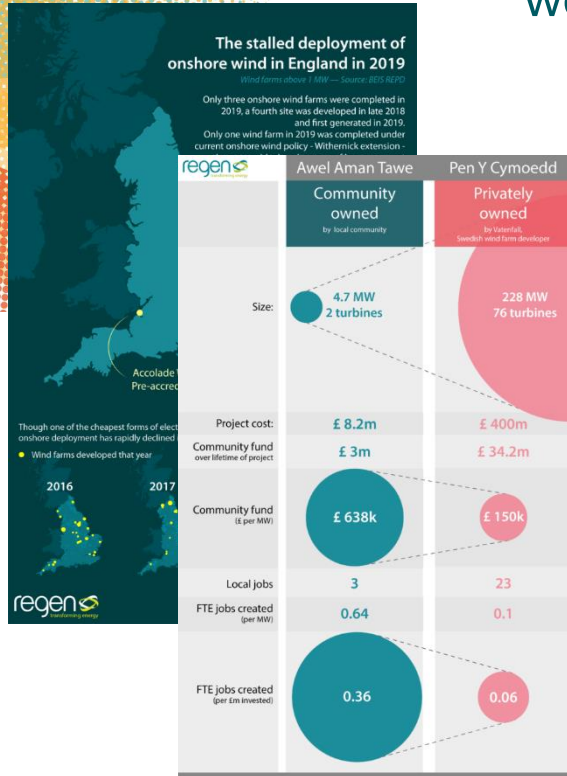 The stalled deployment of
onshore wind in England in 2019
Wind farms above 1 MW — Source: BEIS REPD
Only three onshore wind farms were completed in
2019, a fourth site was developed in late 2018
and first generated in 2019.
Only one wind farm in 2019 was completed under
current onshore wind policy - Withernick extension -
Accolade
Pre-accred
Though one of the cheapest forms of elect
onshore deployment has rapidly declined
Wind farms developed that year
2016 2017
regen
transforming energy
regen
transforming energy
Awel Aman Tawe Pen Y Cymoedd
Community
owned
by local community
Privately
owned
by Vatenfall,
Swedish wind farm developer
Size: 4.7 MW 228 MW
2 turbines 76 turbines
Project cost: £ 8.2m £ 400m
Community fund
over lifetime of project
£ 3m £ 34.2m
Community fund
(£ per MW)
£ 638k £ 150k
Local jobs 3 23
FTE jobs created
(per MW)
0.64 0.1
FTE jobs created
(per £m invested)
0.36 0.06